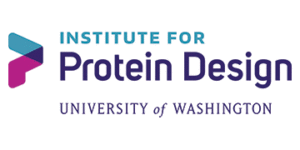 INSTITUTE FOR
Protein Design
UNIVERSITY of WASHINGTON